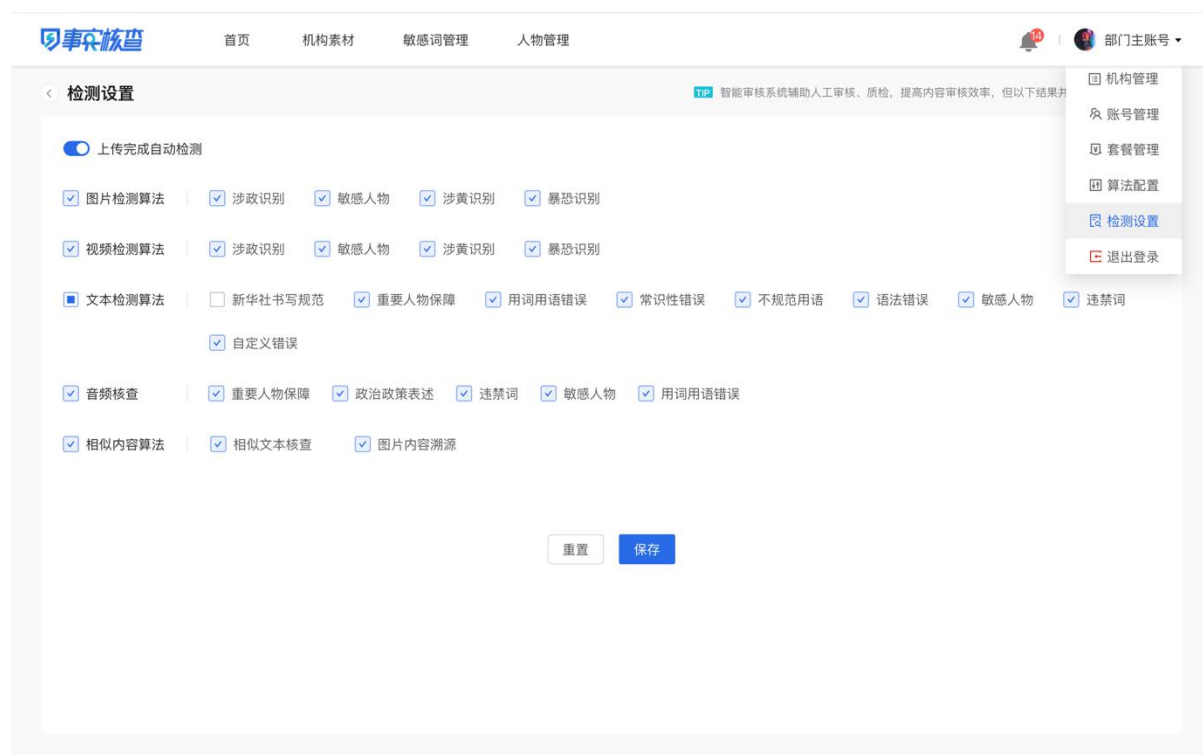 事实核查 首页 机构素材 敏感词管理 人物管理 14 部门主账号
检测设置 TIP 智能审核系统辅助人工审核、质检，提高内容审核效率，但以下结果并
机构管理
账号管理
套餐管理
算法配置
检测设置
退出登录
上传完成自动检测
图片检测算法 涉政识别 敏感人物 涉黄识别 暴恐识别
视频检测算法 涉政识别 敏感人物 涉黄识别 暴恐识别
文本检测算法 新华社书写规范 重要人物保障 用词用语错误 常识性错误 不规范用语 语法错误 敏感人物 违禁词
自定义错误
音频核查 重要人物保障 政治政策表述 违禁词 敏感人物 用词用语错误
相似内容算法 相似文本核查 图片内容溯源
重置 保存